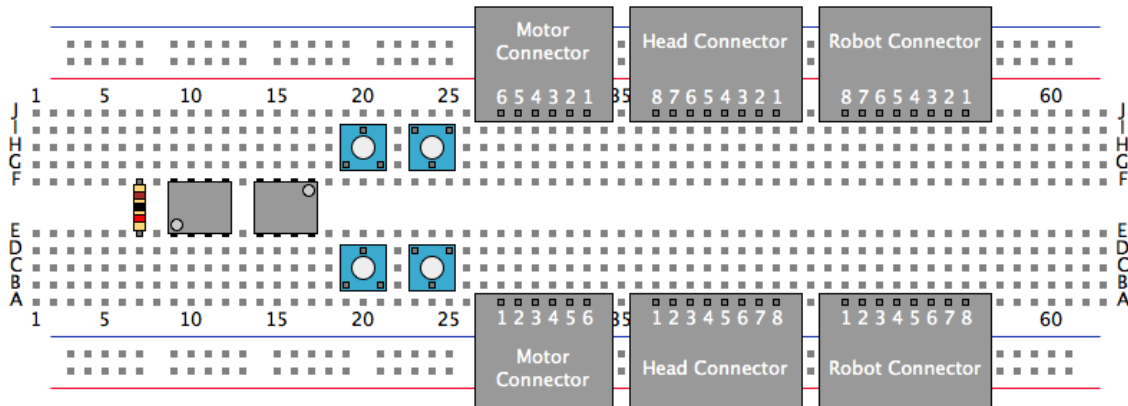 Motor
Connector
Head Connector
Robot Connector
6 5 4 3 2 1
8 7 6 5 4 3 2 1
8 7 6 5 4 3 2 1
1 5 10 15 20 25 35 60
J J
I I
H H
G G
F F
E E
D D
C C
B B
A A
1 5 10 15 20 25 35 60
1 2 3 4 5 6
1 2 3 4 5 6 7 8
1 2 3 4 5 6 7 8
Motor
Connector
Head Connector
Robot Connector